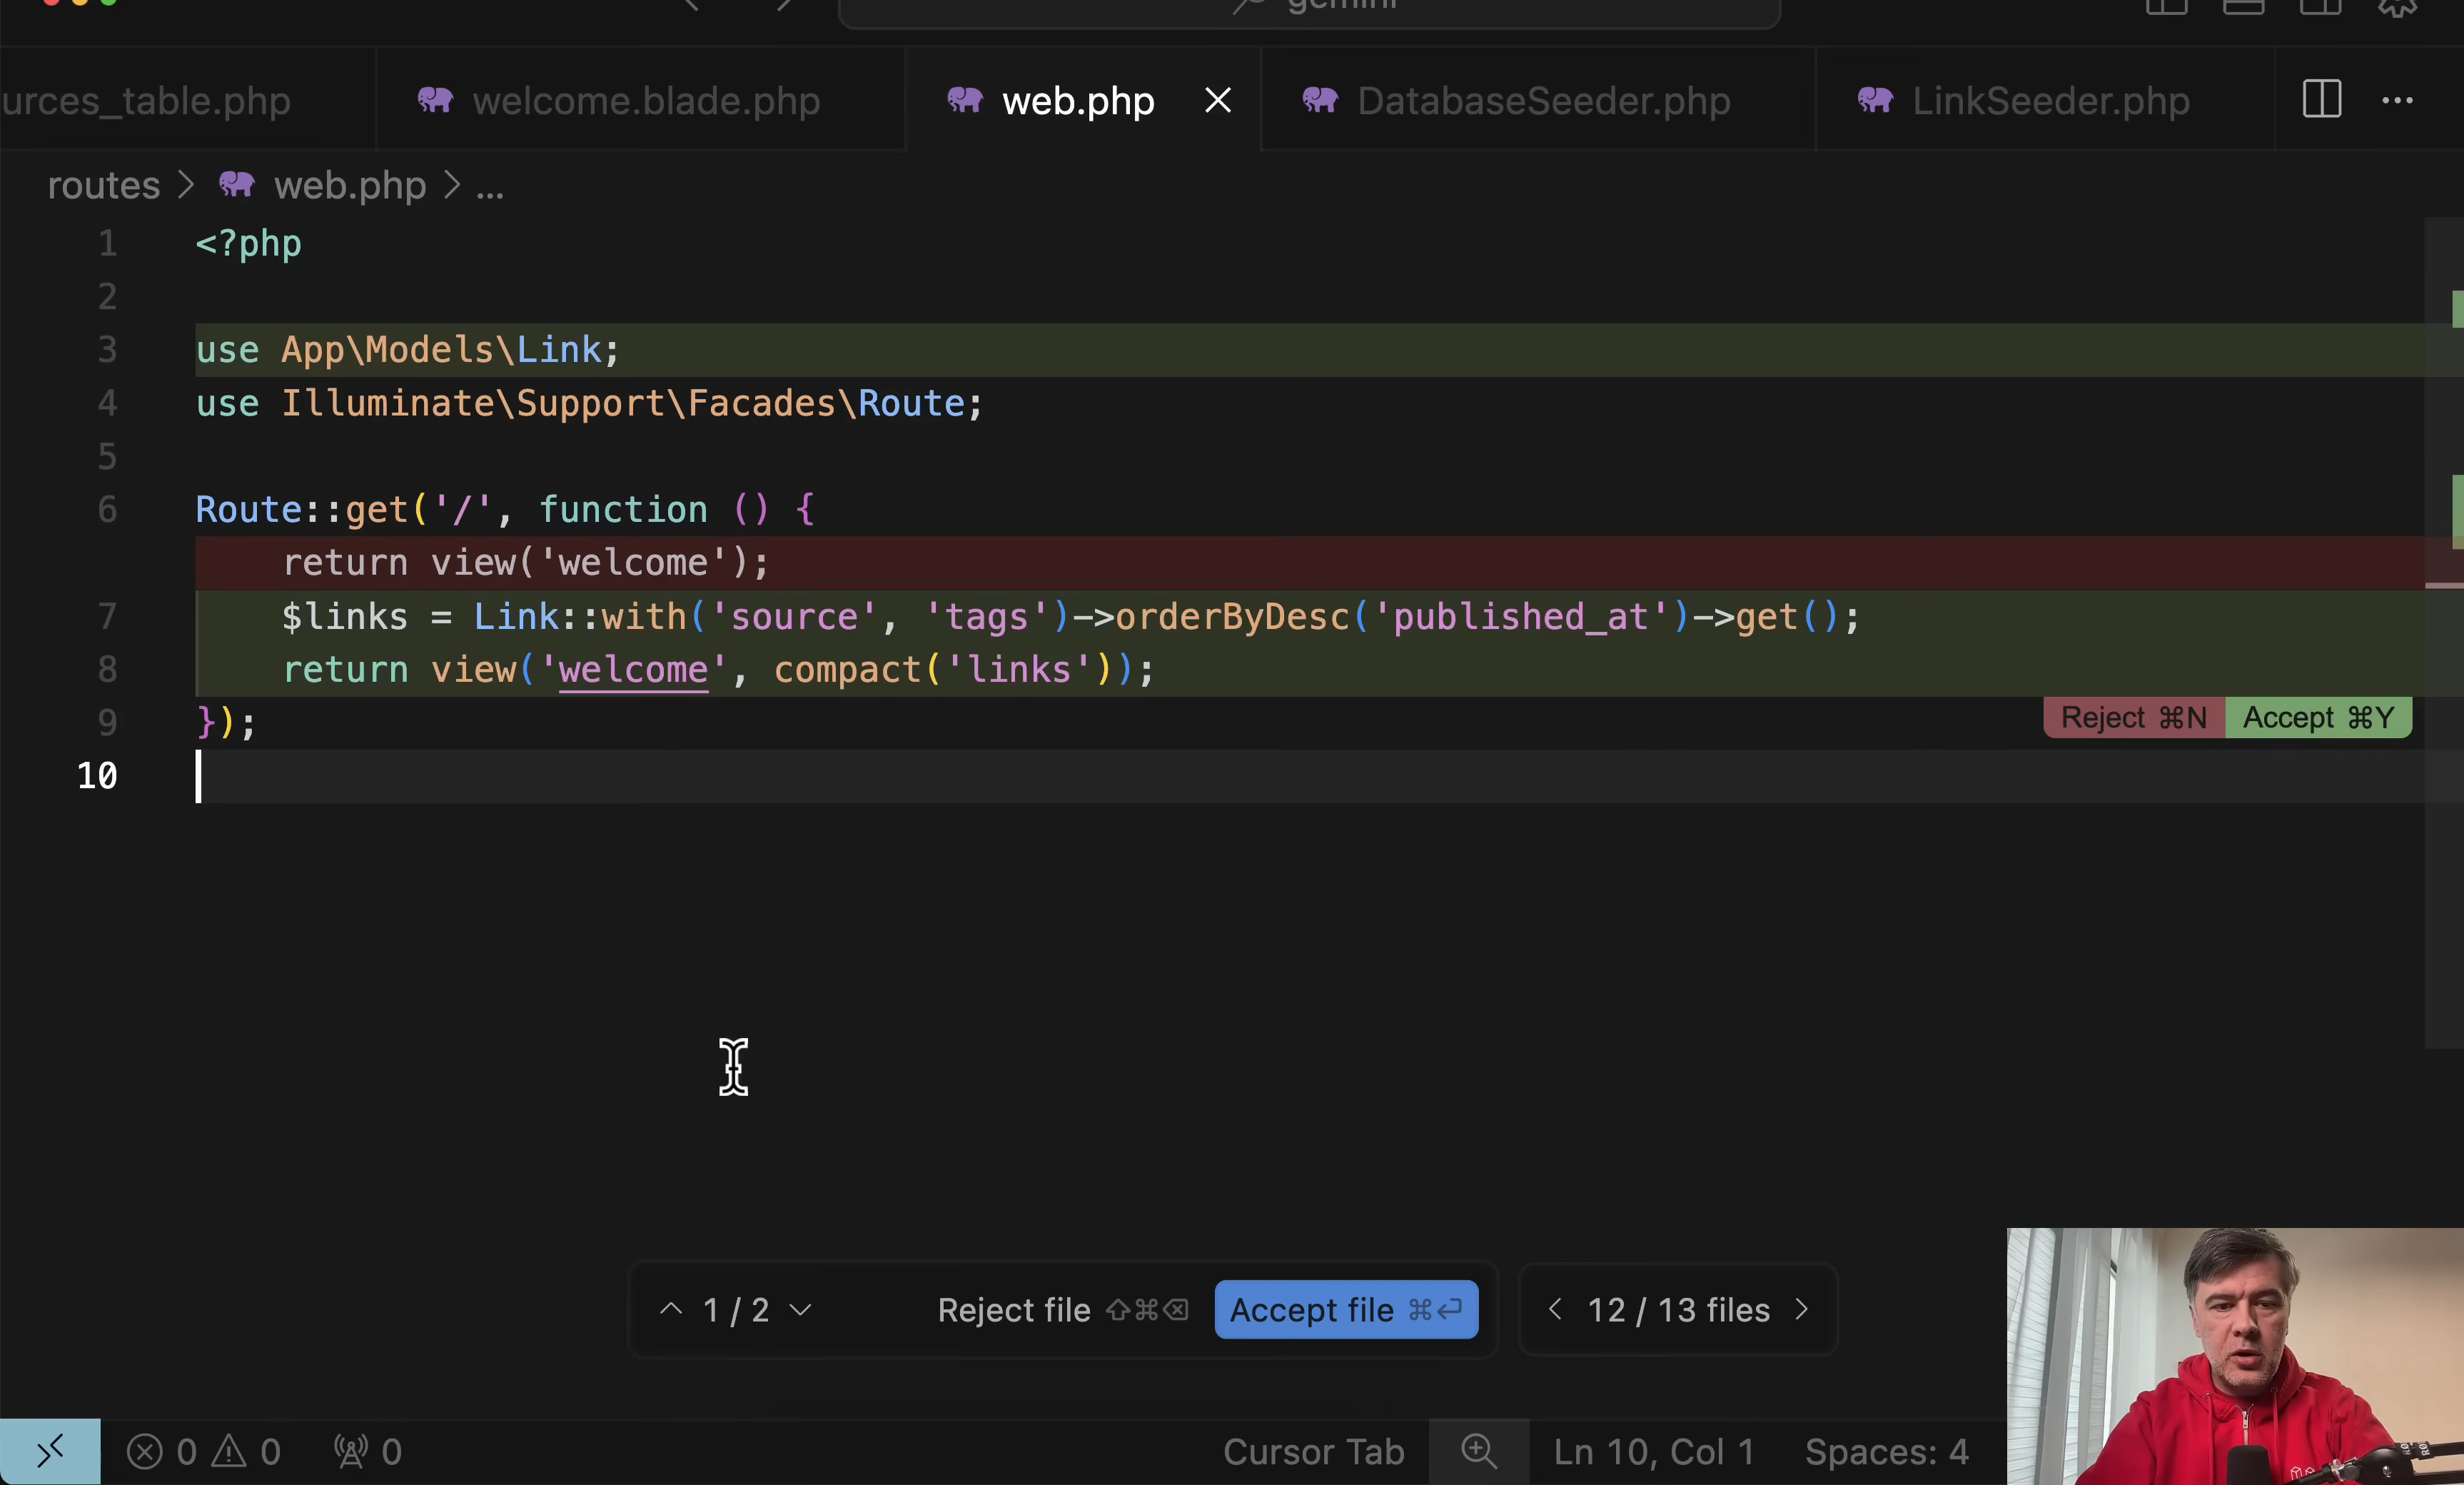 gemini
urces_table.php welcome.blade.php web.php DatabaseSeeder.php LinkSeeder.php ...
routes > web.php > ...
1 <?php
2
3 use App\Models\Link;
4 use Illuminate\Support\Facades\Route;
5
6 Route::get('/', function () {
return view('welcome');
7 $links = Link::with('source', 'tags')->orderByDesc('published_at')->get();
8 return view('welcome', compact('links'));
9 });
Reject ⌘N Accept ⌘Y
10
1 / 2 Reject file ⇧⌘⌫ Accept file ⌘⏎ 12 / 13 files
0 0 0 Cursor Tab Ln 10, Col 1 Spaces: 4